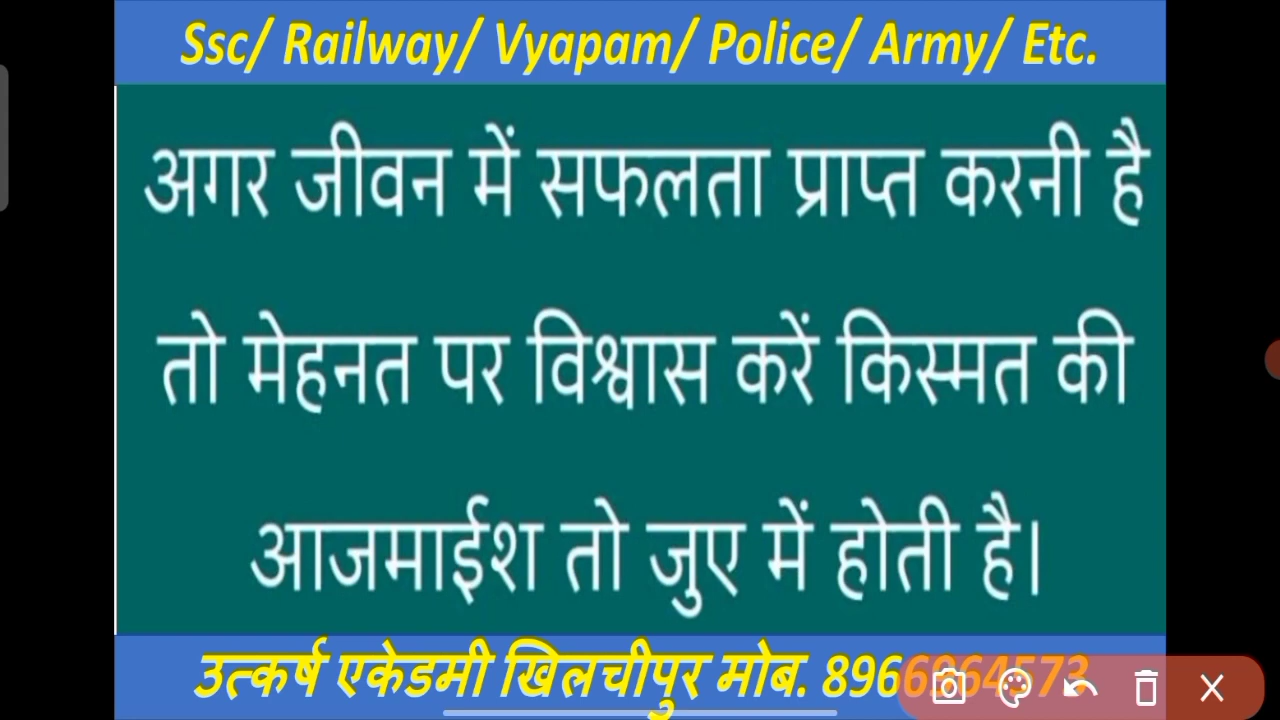 Ssc/ Railway/ Vyapam/ Police/ Army/ Etc.
अगर जीवन में सफलता प्राप्त करनी है
तो मेहनत पर विश्वास करें किस्मत की
आजमाईश तो जुए में होती है।
उत्कर्ष एकेडमी खिलचीपुर मोब. 8966964573